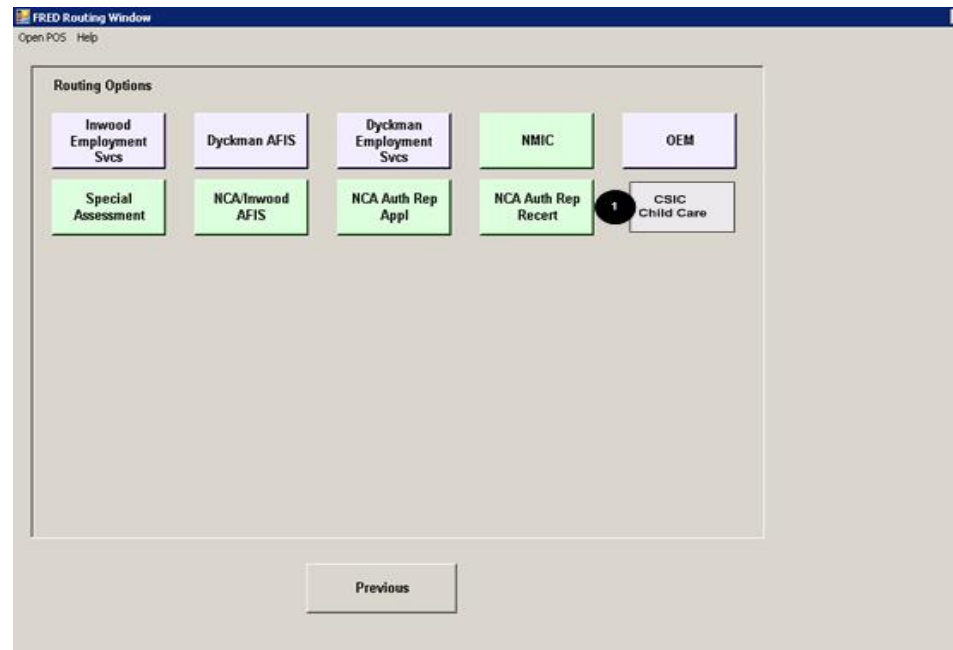 FRED Routing Window
Open POS Help
Routing Options
Inwood
Employment
Svcs
Dyckman AFIS
Dyckman
Employment
Svcs
NMIC
OEM
Special
Assessment
NCA/Inwood
AFIS
NCA Auth Rep
Appl
NCA Auth Rep
Recert
1
CSIC
Child Care
Previous